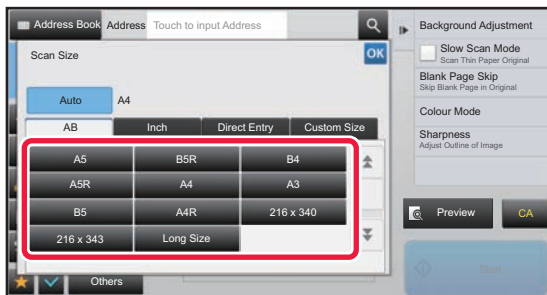 Address Book Address Touch to input Address
Background Adjustment
Scan Size OK
Slow Scan Mode
Scan Thin Paper Original
Blank Page Skip
Skip Blank Page in Original
Auto A4
Colour Mode
AB Inch Direct Entry Custom Size
Sharpness
Adjust Outline of Image
A5 B5R B4
A5R A4 A3
B5 A4R 216 x 340
Preview CA
216 x 343 Long Size
Others
Start